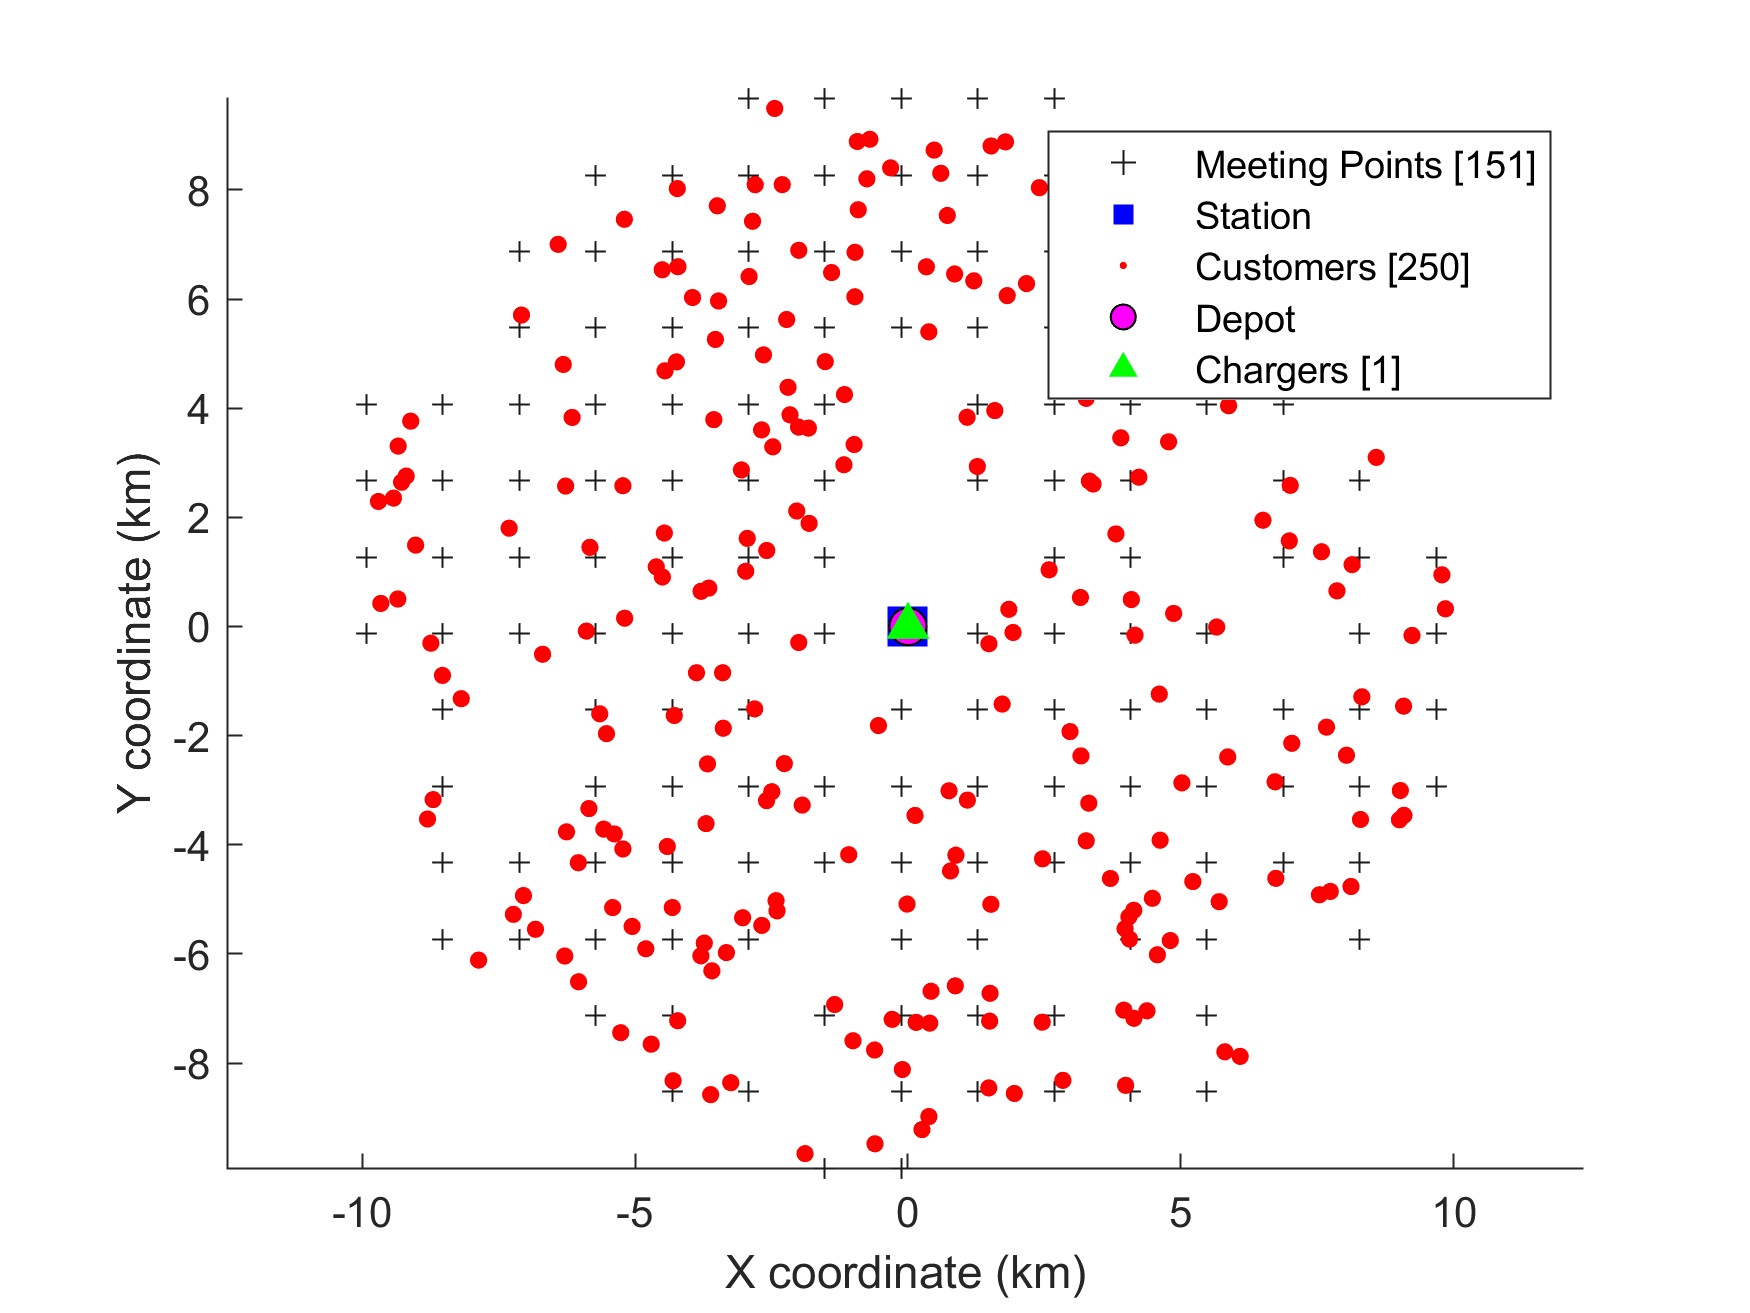 Meeting Points [151]
Station
Customers [250]
Depot
Chargers [1]
8
6
4
2
0
-2
-4
-6
-8
Y coordinate (km)
-10 -5 0 5 10
X coordinate (km)